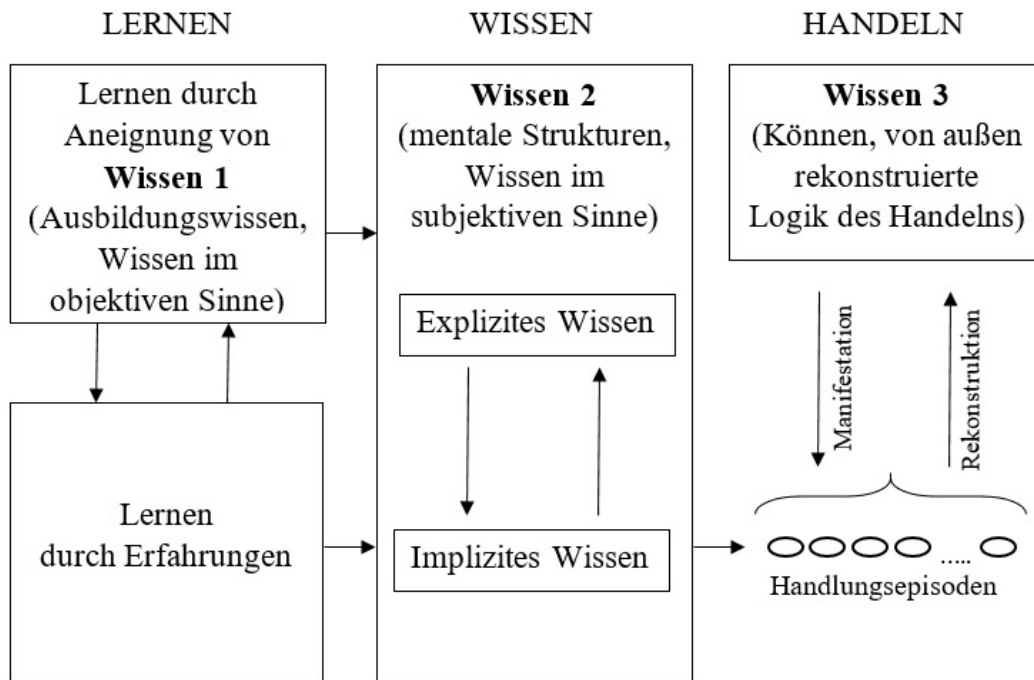 LERNEN
WISSEN
HANDELN
Lernen durch
Aneignung von
Wissen 1
(Ausbildungswissen,
Wissen im
objektiven Sinne)
Lernen
durch Erfahrungen
Wissen 2
(mentale Strukturen,
Wissen im
subjektiven Sinne)
Explizites Wissen
Implizites Wissen
Wissen 3
(Können, von außen
rekonstruierte
Logik des Handelns)
Manifestation
Rekonstruktion
.....
Handlungsepisoden